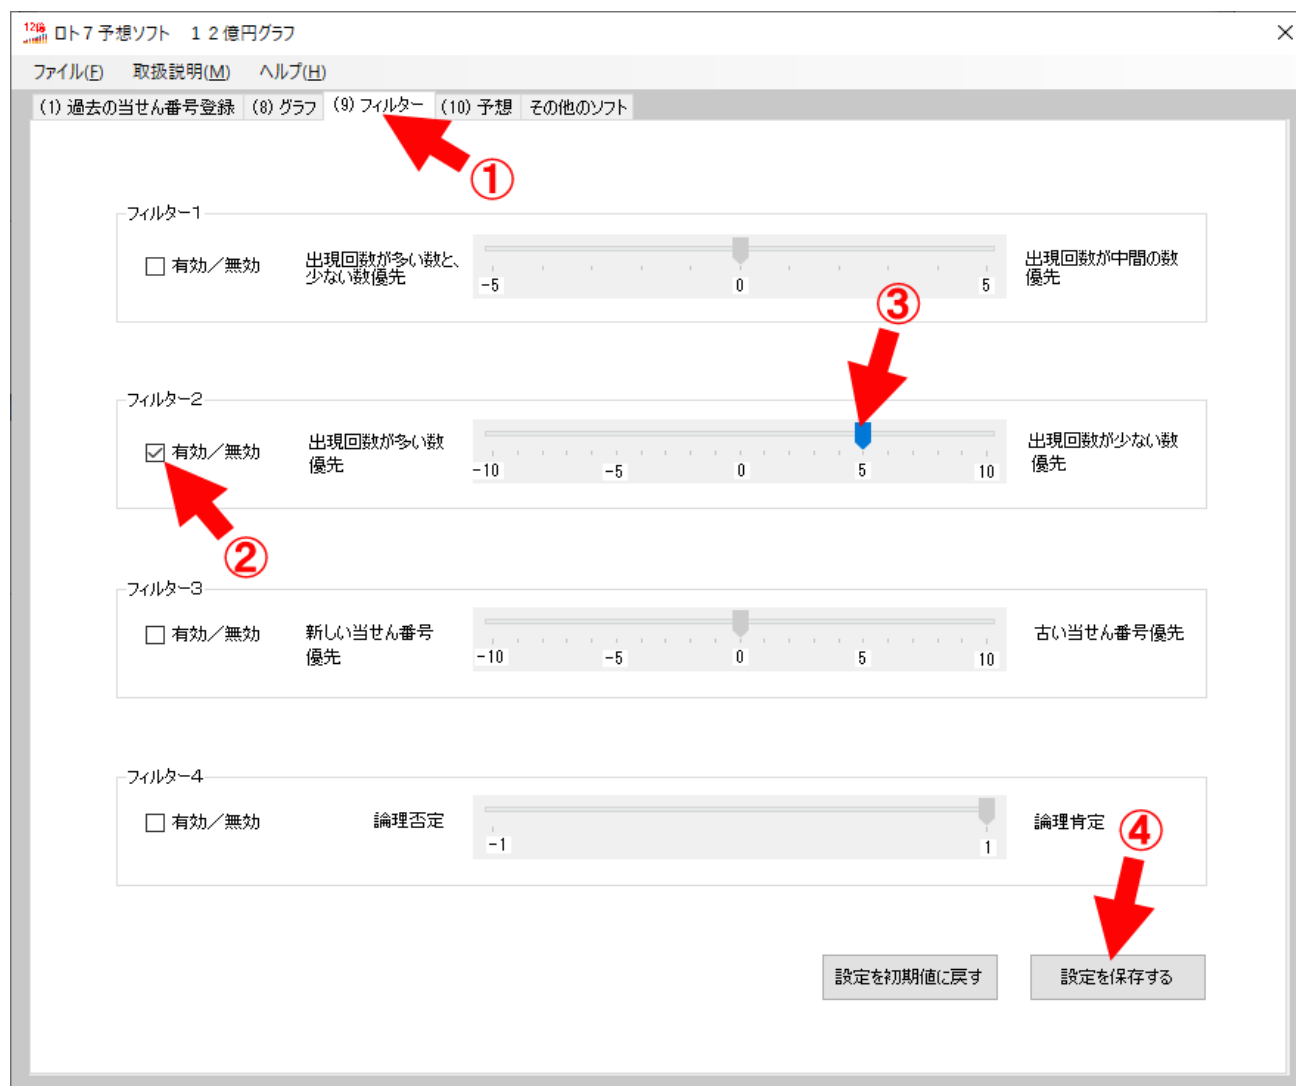 12億 ロト7予想ソフト　12億円グラフ
ファイル(F) 取扱説明(M) ヘルプ(H)
(1) 過去の当せん番号登録 (8) グラフ (9) フィルター (10) 予想 その他のソフト
①
フィルター1
有効／無効
出現回数が多い数と、
少ない数優先
-5 0 5
出現回数が中間の数
優先
③
フィルター2
有効／無効
出現回数が多い数
優先
-10 -5 0 5 10
出現回数が少ない数
優先
②
フィルター3
有効／無効
新しい当せん番号
優先
-10 -5 0 5 10
古い当せん番号優先
フィルター4
有効／無効
論理否定
-1 1
論理肯定
④
設定を初期値に戻す 設定を保存する